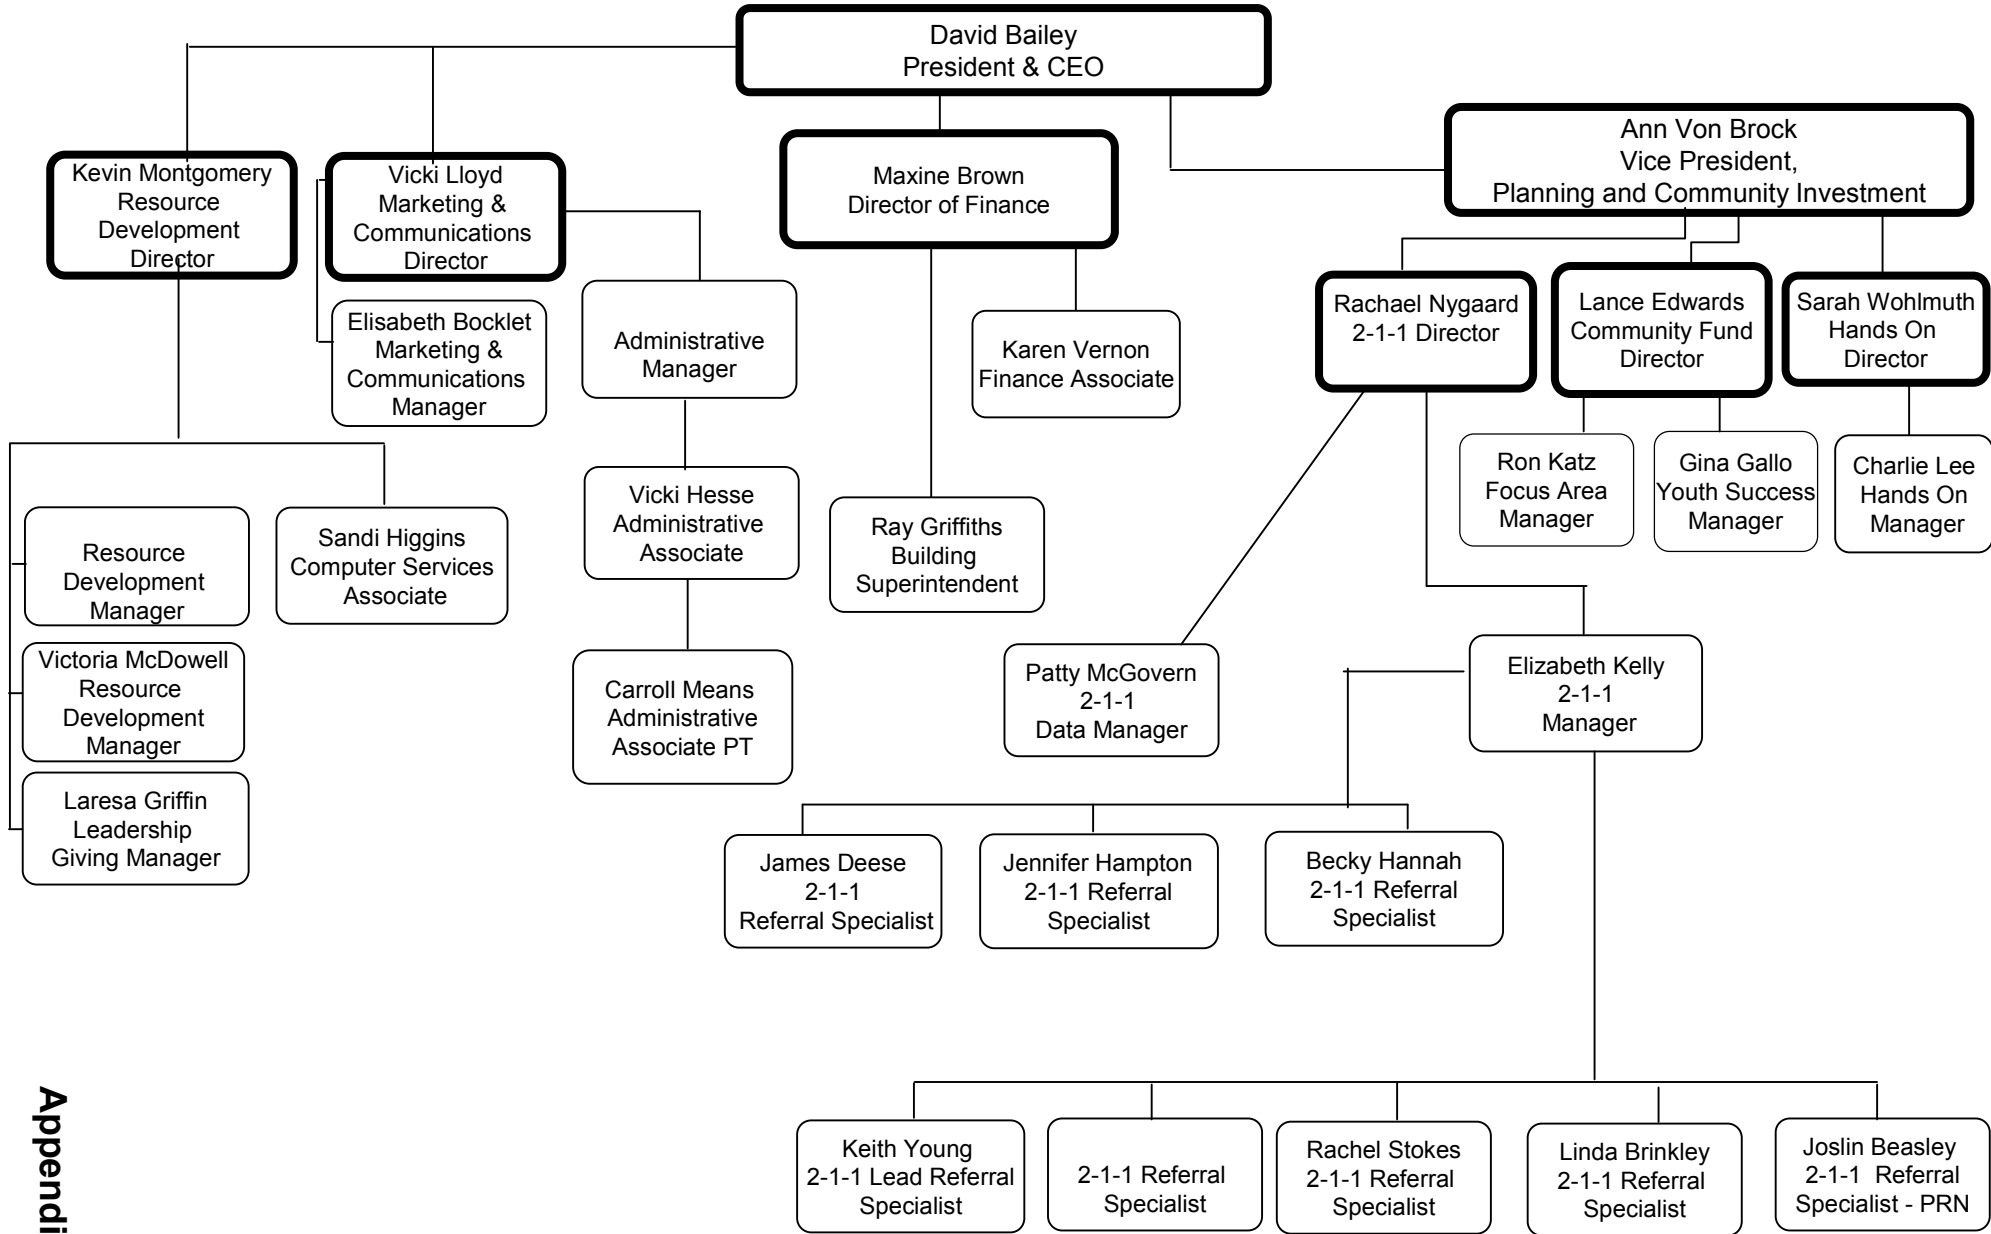 David Bailey
President & CEO
Kevin Montgomery
Resource
Development
Director
Vicki Lloyd
Marketing &
Communications
Director
Maxine Brown
Director of Finance
Ann Von Brock
Vice President,
Planning and Community Investment
Elisabeth Bocklet
Marketing &
Communications
Manager
Administrative
Manager
Karen Vernon
Finance Associate
Rachael Nygaard
2-1-1 Director
Lance Edwards
Community Fund
Director
Sarah Wohlmuth
Hands On
Director
Ron Katz
Focus Area
Manager
Gina Gallo
Youth Success
Manager
Charlie Lee
Hands On
Manager
Resource
Development
Manager
Sandi Higgins
Computer Services
Associate
Vicki Hesse
Administrative
Associate
Ray Griffiths
Building
Superintendent
Victoria McDowell
Resource
Development
Manager
Carroll Means
Administrative
Associate PT
Patty McGovern
2-1-1
Data Manager
Elizabeth Kelly
2-1-1
Manager
Laresa Griffin
Leadership
Giving Manager
James Deese
2-1-1
Referral Specialist
Jennifer Hampton
2-1-1 Referral
Specialist
Becky Hannah
2-1-1 Referral
Specialist
Keith Young
2-1-1 Lead Referral
Specialist
2-1-1 Referral
Specialist
Rachel Stokes
2-1-1 Referral
Specialist
Linda Brinkley
2-1-1 Referral
Specialist
Joslin Beasley
2-1-1 Referral
Specialist - PRN
Appendi